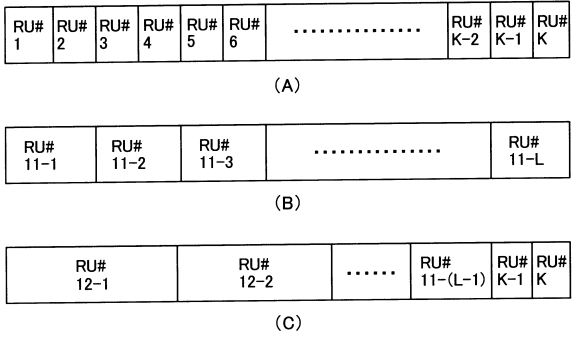 RU# RU# RU# RU# RU# RU# ............... RU# RU# RU#
1 2 3 4 5 6 K-2 K-1 K
(A)
RU# RU# RU# ............... RU#
11-1 11-2 11-3 11-L
(B)
RU# RU# ...... RU# RU# RU#
12-1 12-2 11-(L-1) K-1 K
(C)